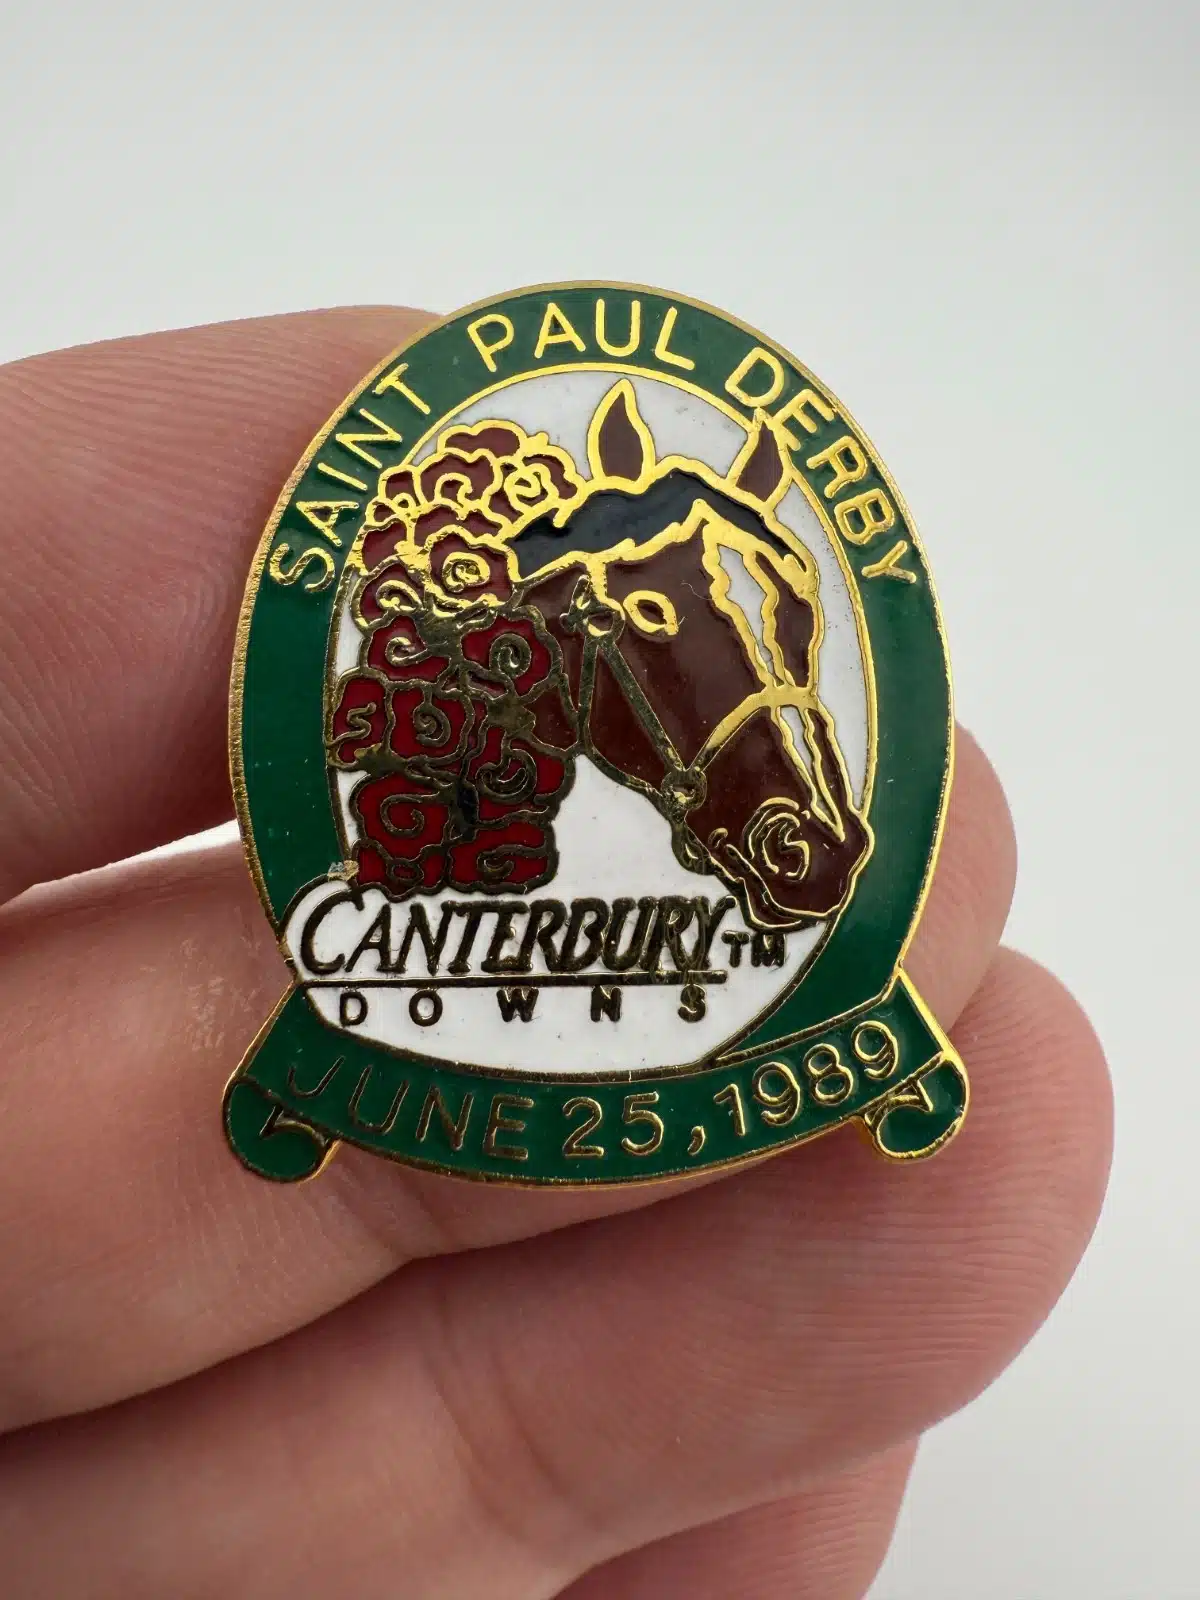 SAINT PAUL DERBY
CANTERBURY™
DOWNS
JUNE 25, 1989